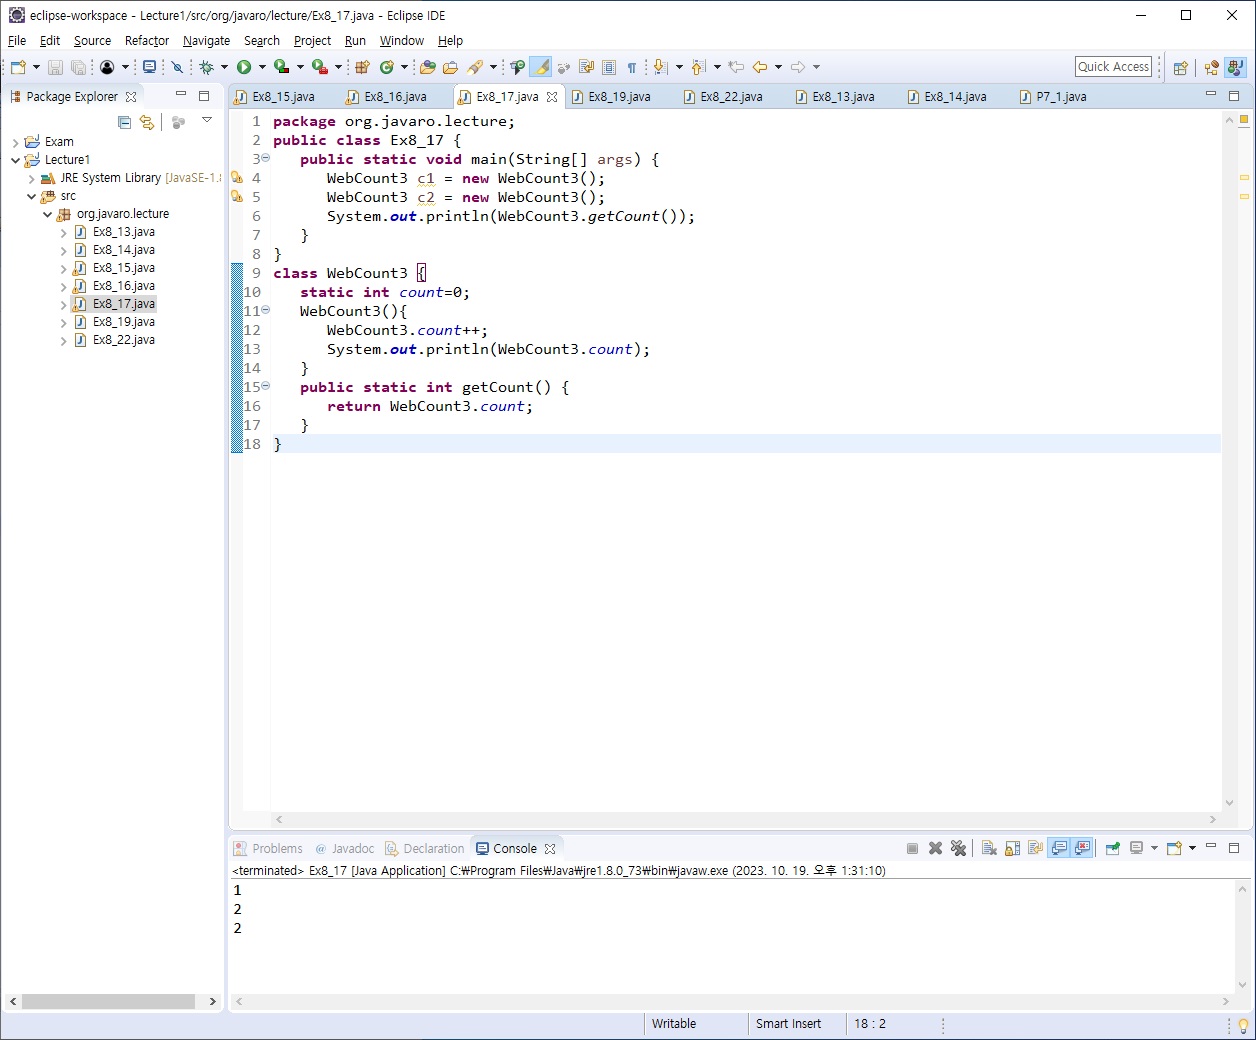 eclipse-workspace - Lecture1/src/org/javaro/lecture/Ex8_17.java - Eclipse IDE
File Edit Source Refactor Navigate Search Project Run Window Help
Quick Access
Package Explorer
Exam
Lecture1
JRE System Library [JavaSE-1.8
src
org.javaro.lecture
Ex8_13.java
Ex8_14.java
Ex8_15.java
Ex8_16.java
Ex8_17.java
Ex8_19.java
Ex8_22.java
Ex8_15.java Ex8_16.java Ex8_17.java Ex8_19.java Ex8_22.java Ex8_13.java Ex8_14.java P7_1.java
1 package org.javaro.lecture;
2 public class Ex8_17 {
3 public static void main(String[] args) {
4 WebCount3 c1 = new WebCount3();
5 WebCount3 c2 = new WebCount3();
6 System.out.println(WebCount3.getCount());
7 }
8 }
9 class WebCount3 {
10 static int count=0;
11 WebCount3(){
12 WebCount3.count++;
13 System.out.println(WebCount3.count);
14 }
15 public static int getCount() {
16 return WebCount3.count;
17 }
18 }
Problems @ Javadoc Declaration Console
<terminated> Ex8_17 [Java Application] C:₩Program Files₩Java₩jre1.8.0_73₩bin₩javaw.exe (2023. 10. 19. 오후 1:31:10)
1
2
2
Writable Smart Insert 18 : 2